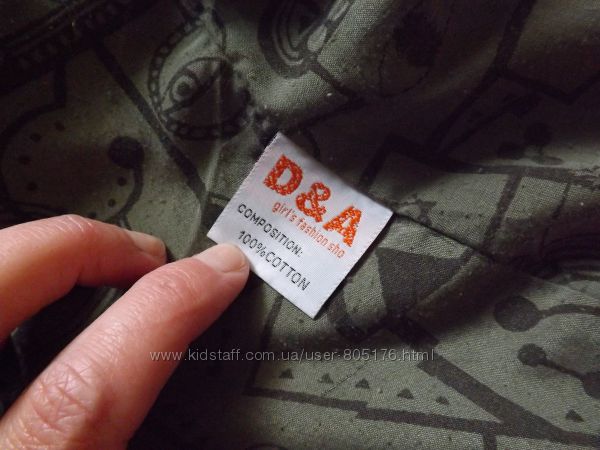 D&A
girl's fashion sho
COMPOSITION:
100%COTTON
www.kidstaff.com.ua/user-805176.html